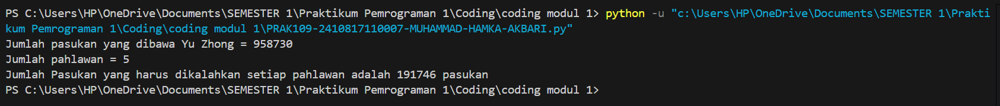 PS C:\Users\HP\OneDrive\Documents\SEMESTER 1\Praktikum Pemrograman 1\Coding\coding modul 1> python -u "c:\Users\HP\OneDrive\Documents\SEMESTER 1\Prakti
kum Pemrograman 1\Coding\coding modul 1\PRAK109-2410817110007-MUHAMMAD-HAMKA-AKBARI.py"
Jumlah pasukan yang dibawa Yu Zhong = 958730
Jumlah pahlawan = 5
Jumlah Pasukan yang harus dikalahkan setiap pahlawan adalah 191746 pasukan
PS C:\Users\HP\OneDrive\Documents\SEMESTER 1\Praktikum Pemrograman 1\Coding\coding modul 1>